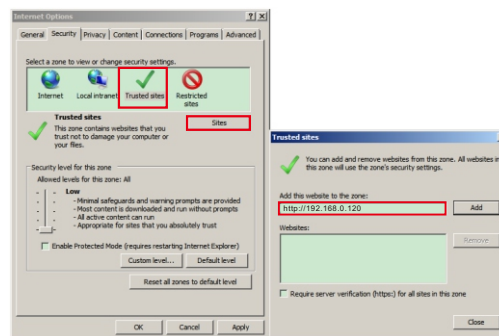 Internet Options
General Security Privacy Content Connections Programs Advanced
Select a zone to view or change security settings.
Internet Local intranet Trusted sites Restricted sites
Trusted sites
This zone contains websites that you
trust not to damage your computer or
your files.
Sites
Security level for this zone
Allowed levels for this zone: All
Low
- Minimal safeguards and warning prompts are provided
- Most content is downloaded and run without prompts
- All active content can run
- Appropriate for sites that you absolutely trust
Enable Protected Mode (requires restarting Internet Explorer)
Custom level... Default level
Reset all zones to default level
OK Cancel Apply
Trusted sites
You can add and remove websites from this zone. All websites in
this zone will use the zone's security settings.
Add this website to the zone:
http://192.168.0.120 Add
Websites:
Remove
Require server verification (https:) for all sites in this zone
Close